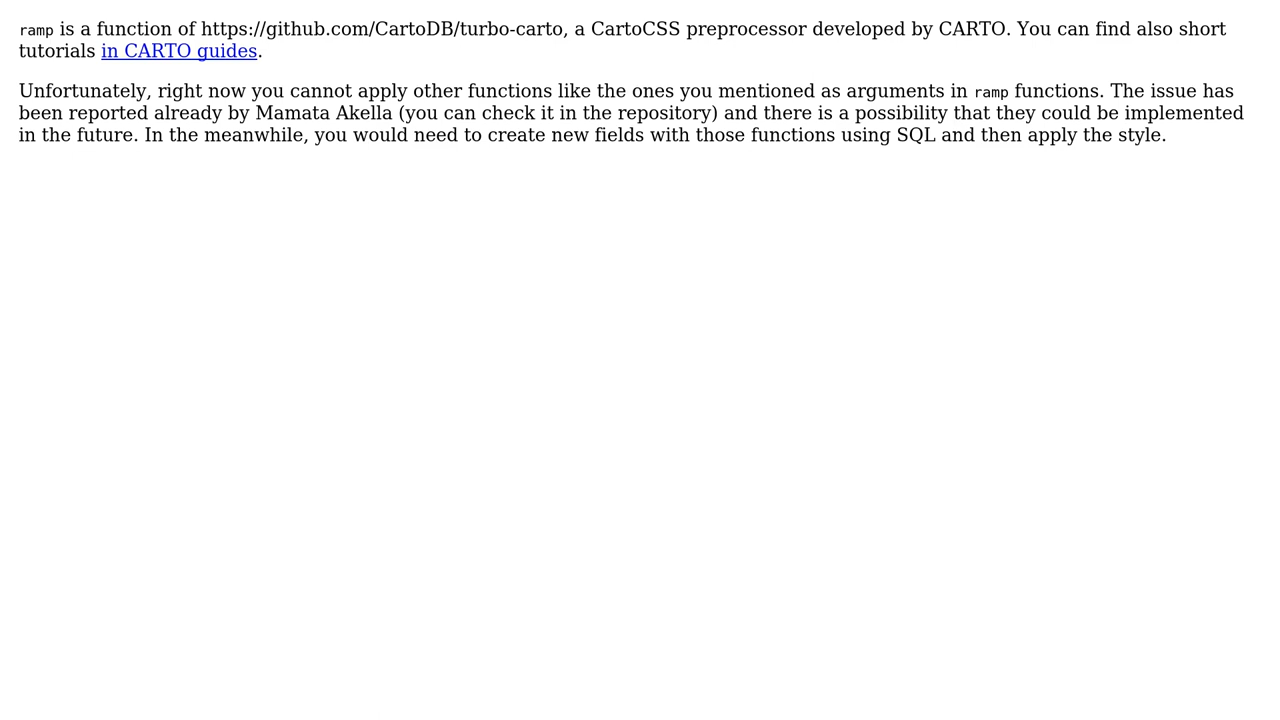 ramp is a function of https://github.com/CartoDB/turbo-carto, a CartoCSS preprocessor developed by CARTO. You can find also short
tutorials in CARTO guides.
Unfortunately, right now you cannot apply other functions like the ones you mentioned as arguments in ramp functions. The issue has
been reported already by Mamata Akella (you can check it in the repository) and there is a possibility that they could be implemented
in the future. In the meanwhile, you would need to create new fields with those functions using SQL and then apply the style.